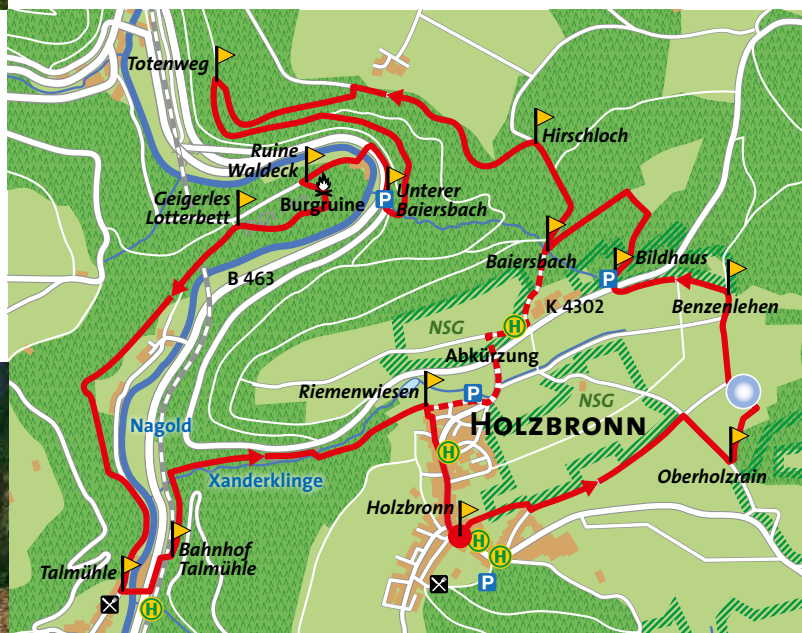 Totenweg
Hirschloch
Ruine
Waldeck
Geigerles
Lotterbett
Burgruine
P
Unterer
Baiersbach
Baiersbach
Bildhaus
P
Benzenlehen
B 463
K 4302
NSG
H
Abkürzung
Riemenwiesen
P
NSG
HOLZBRONN
Nagold
H
Xanderklinge
Oberholzrain
Holzbronn
H
H
P
Bahnhof
Talmühle
Talmühle
H